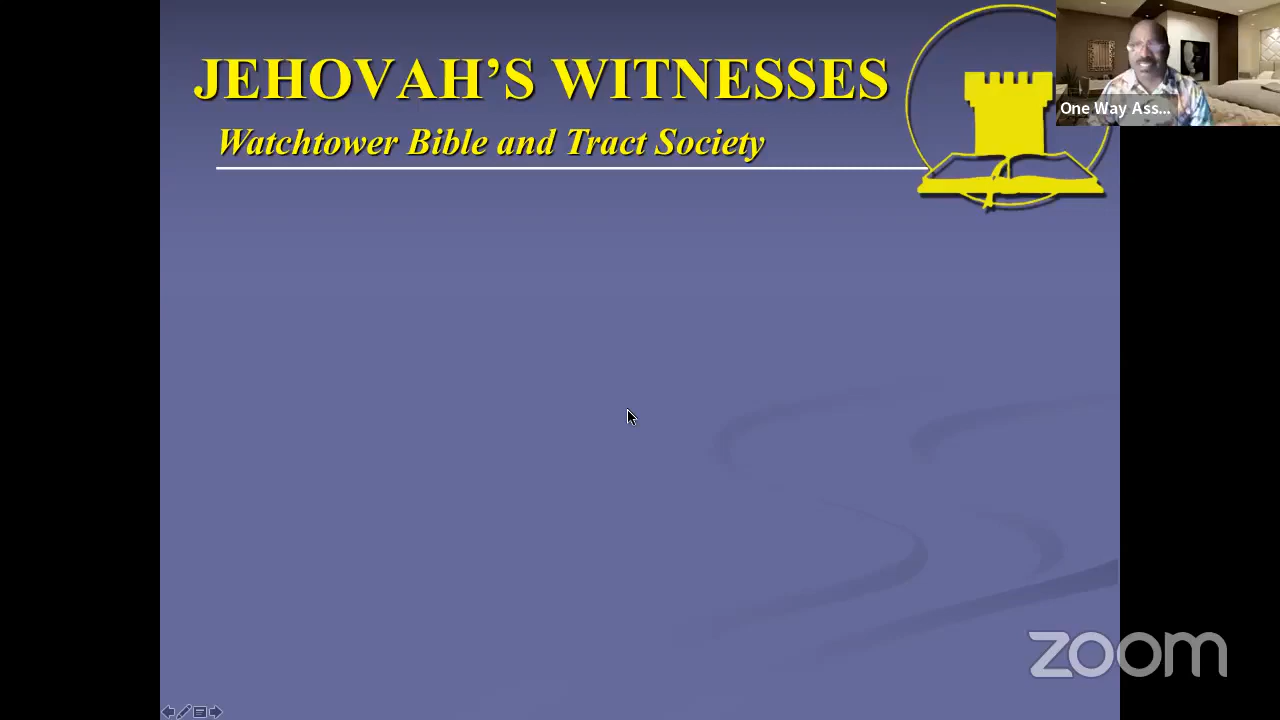 JEHOVAH’S WITNESSES
Watchtower Bible and Tract Society
One Way Ass...
zoom